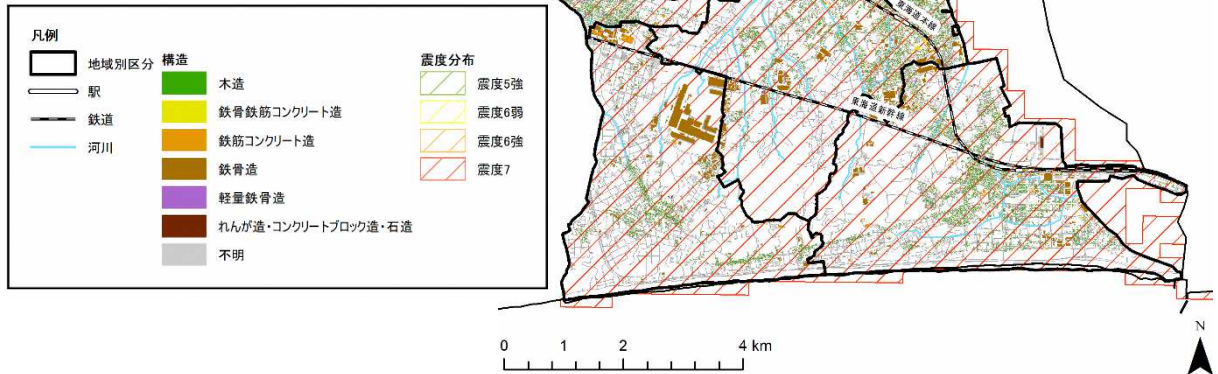 凡例
地域別区分
駅
鉄道
河川
構造
木造
鉄骨鉄筋コンクリート造
鉄筋コンクリート造
鉄骨造
軽量鉄骨造
れんが造・コンクリートブロック造・石造
不明
震度分布
震度5強
震度6弱
震度6強
震度7
東海道本線
東海道新幹線
0 1 2 4 km
N